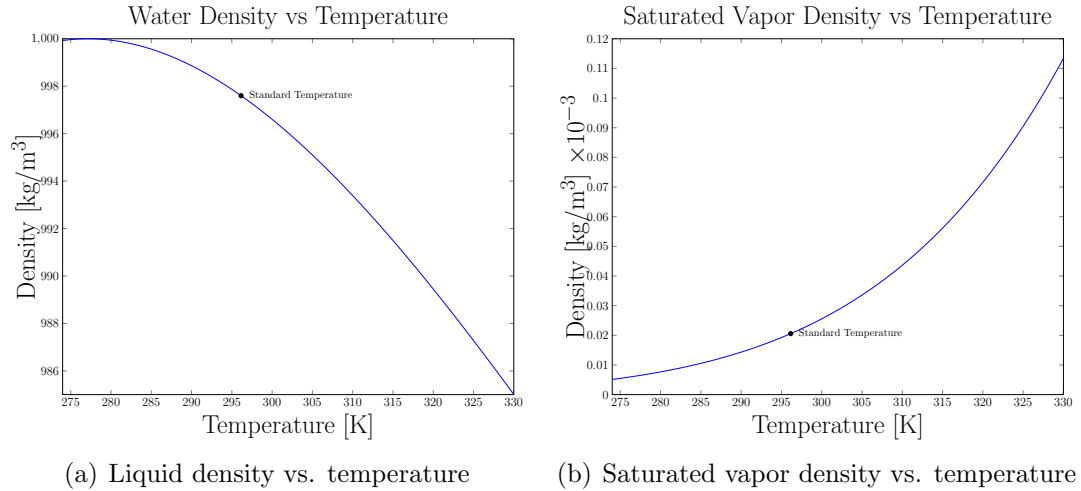 Water Density vs Temperature
Density [kg/m³]
1.000
998
996
994
992
990
988
986
Standard Temperature
275 280 285 290 295 300 305 310 315 320 325 330
Temperature [K]
(a) Liquid density vs. temperature
Saturated Vapor Density vs Temperature
Density [kg/m³] ×10⁻³
0.12
0.11
0.1
0.09
0.08
0.07
0.06
0.05
0.04
0.03
0.02
0.01
0
Standard Temperature
275 280 285 290 295 300 305 310 315 320 325 330
Temperature [K]
(b) Saturated vapor density vs. temperature